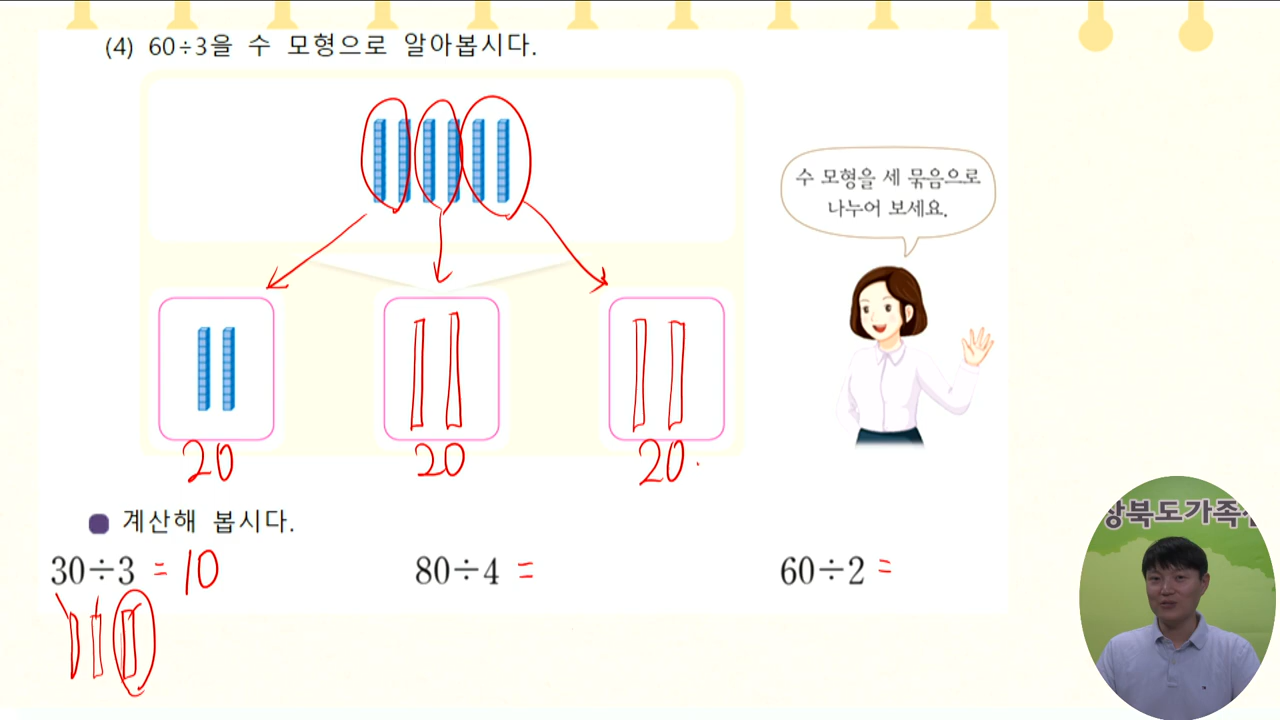 (4) 60÷3을 수 모형으로 알아봅시다.
수 모형을 세 묶음으로
나누어 보세요.
20 20 20.
계산해 봅시다.
30÷3 = 10 80÷4 = 60÷2 =
상북도가족